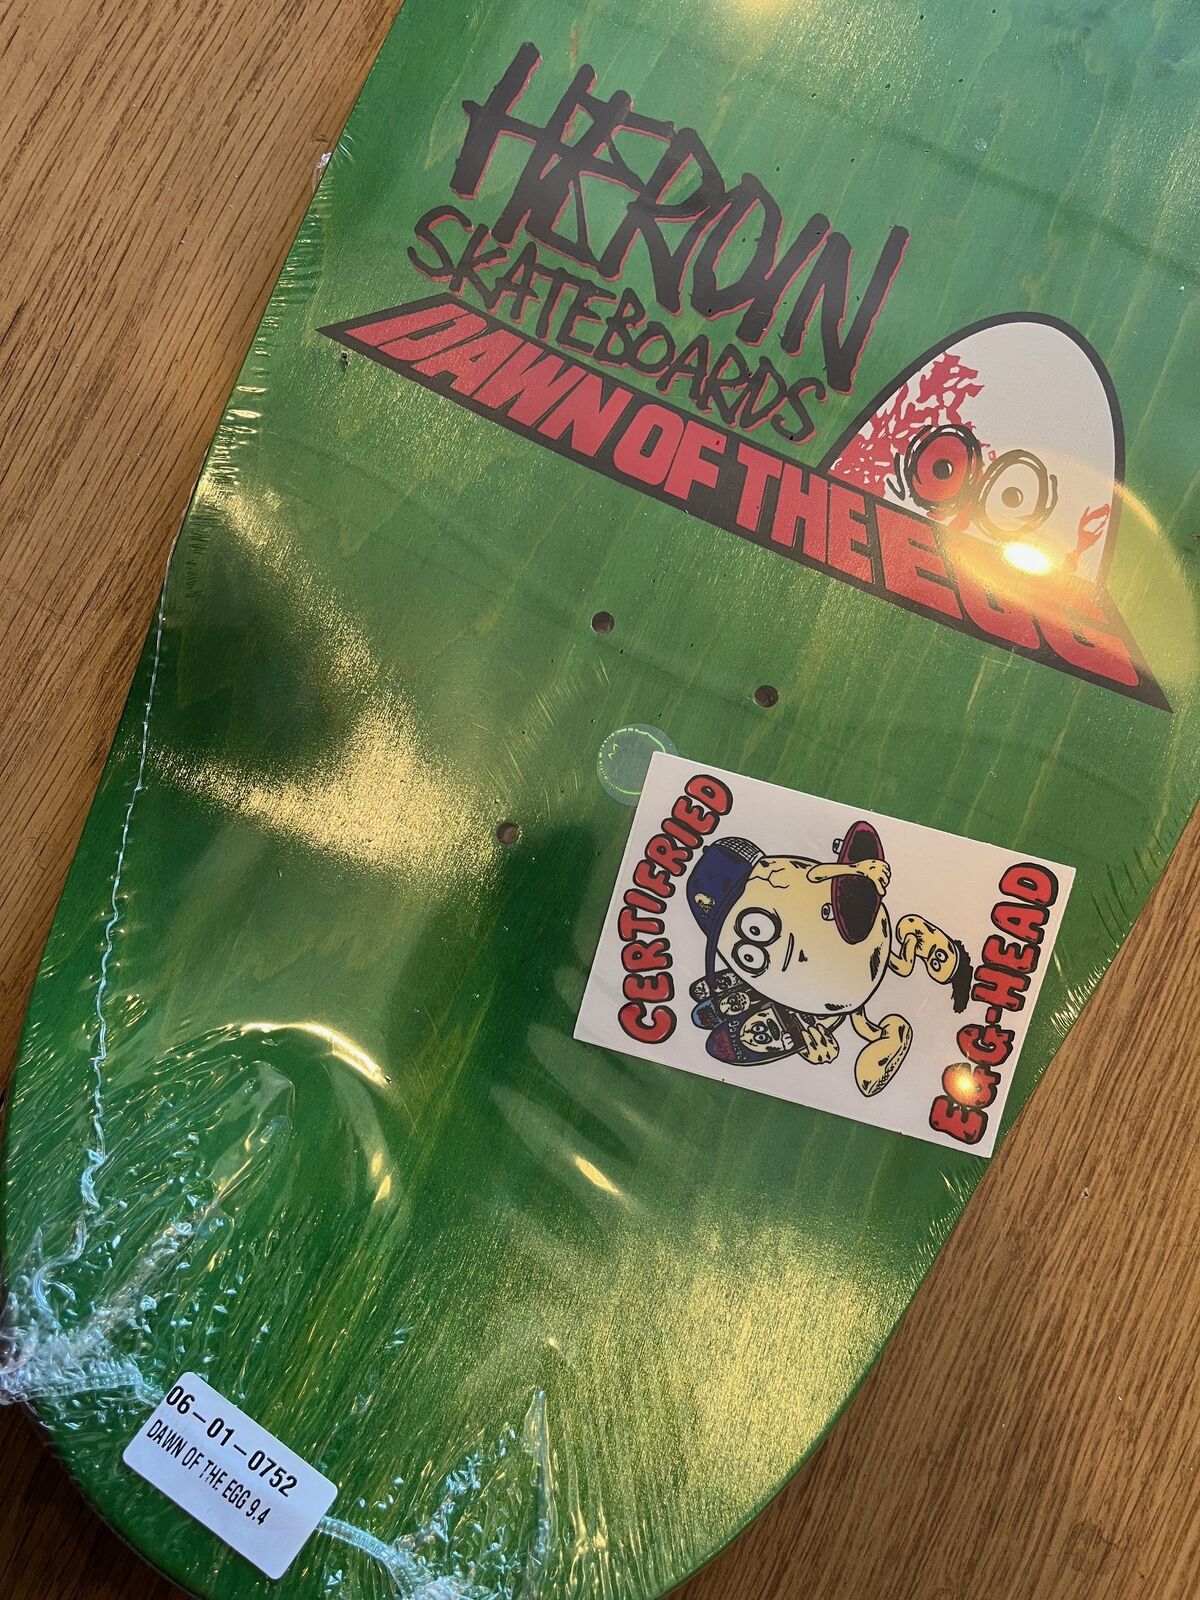 HEROIN
SKATEBOARDS
DAWN OF THE EGG
CERTIFRIED
EGG-HEAD
06-01-0752
DAWN OF THE EGG 9.4